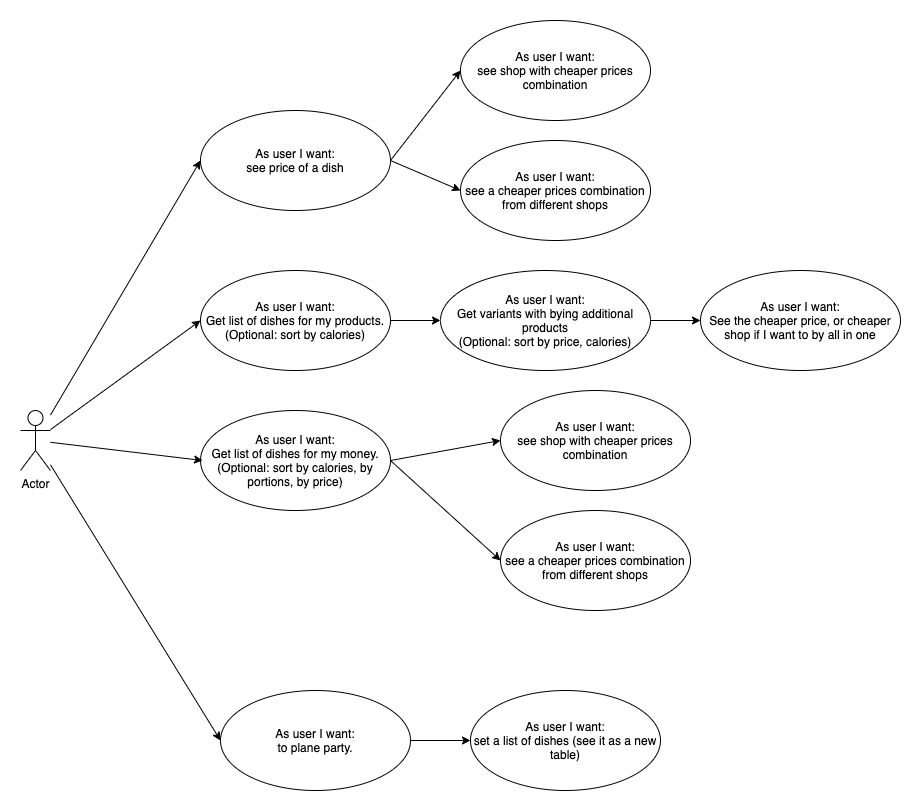 As user I want:
see shop with cheaper prices
combination
As user I want:
see price of a dish
As user I want:
see a cheaper prices combination
from different shops
As user I want:
Get list of dishes for my products.
(Optional: sort by calories)
As user I want:
Get variants with bying additional
products
(Optional: sort by price, calories)
As user I want:
See the cheaper price, or cheaper
shop if I want to by all in one
Actor
As user I want:
Get list of dishes for my money.
(Optional: sort by calories, by
portions, by price)
As user I want:
see shop with cheaper prices
combination
As user I want:
see a cheaper prices combination
from different shops
As user I want:
to plane party.
As user I want:
set a list of dishes (see it as a new
table)